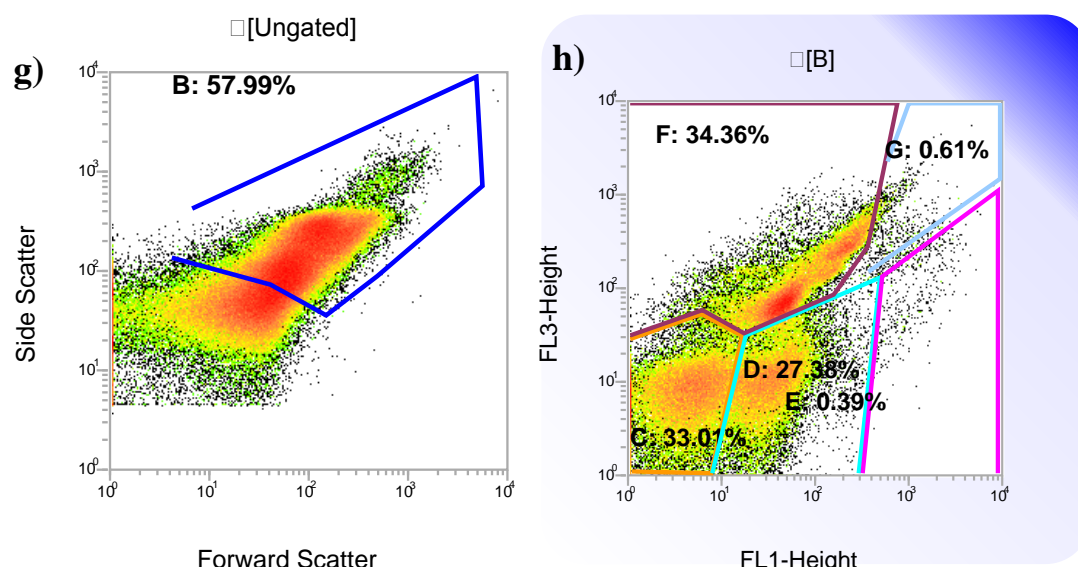 □[Ungated]
g)
B: 57.99%
10⁴
10³
10²
10¹
10⁰
10⁰
10¹
10²
10³
10⁴
Side Scatter
Forward Scatter
h)
□[B]
F: 34.36%
G: 0.61%
D: 27.38%
E: 0.39%
C: 33.01%
10⁴
10³
10²
10¹
10⁰
10⁰
10¹
10²
10³
10⁴
FL3-Height
FL1-Height